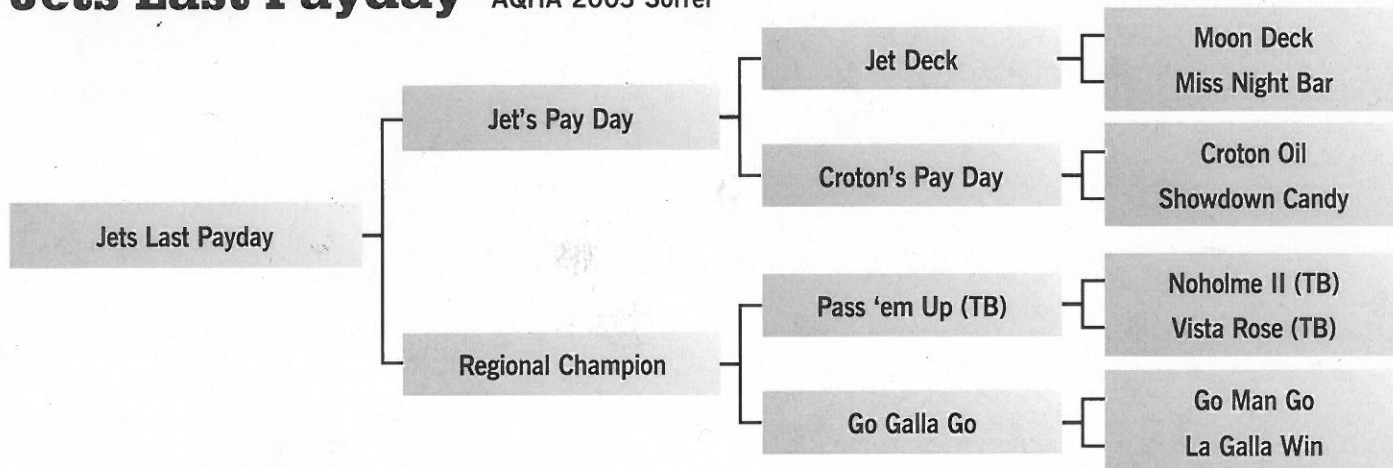 Jets Last Payday AQHA 2003 Sorrel
Jets Last Payday
Jet's Pay Day
Regional Champion
Jet Deck
Croton's Pay Day
Pass 'em Up (TB)
Go Galla Go
Moon Deck
Miss Night Bar
Croton Oil
Showdown Candy
Noholme II (TB)
Vista Rose (TB)
Go Man Go
La Galla Win